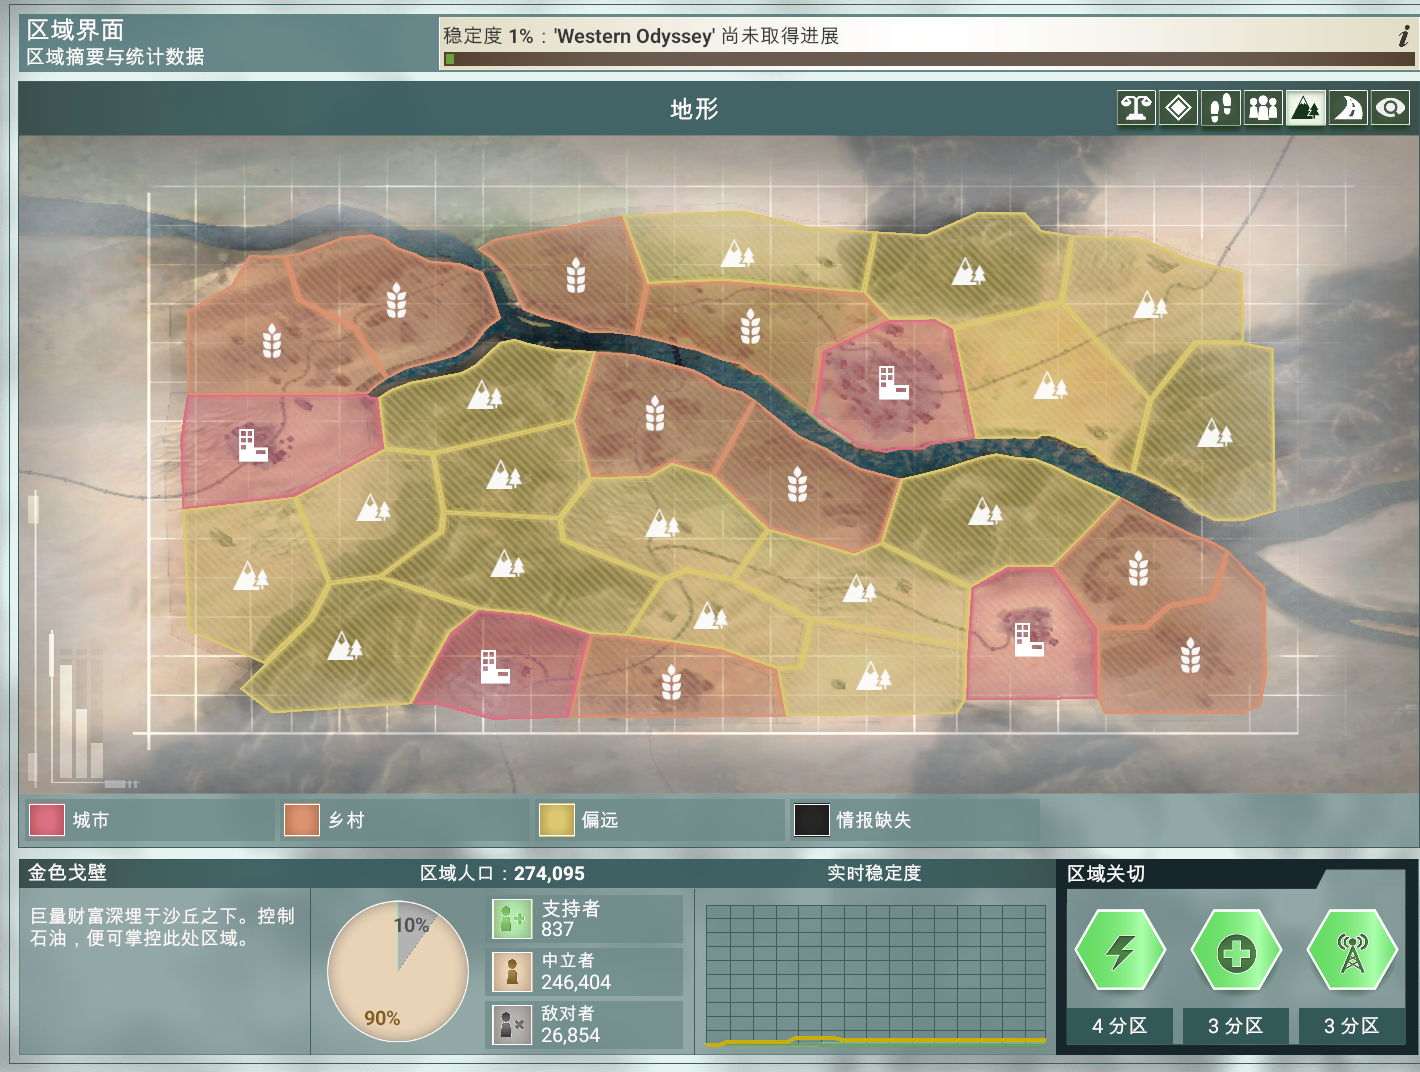 区域界面
区域摘要与统计数据
稳定度 1% : 'Western Odyssey' 尚未取得进展
i
地形
城市
乡村
偏远
情报缺失
金色戈壁
巨量财富深埋于沙丘之下。控制
石油，便可掌控此处区域。
区域人口：274,095
10%
90%
支持者
837
中立者
246,404
敌对者
26,854
实时稳定度
区域关切
4 分区
3 分区
3 分区